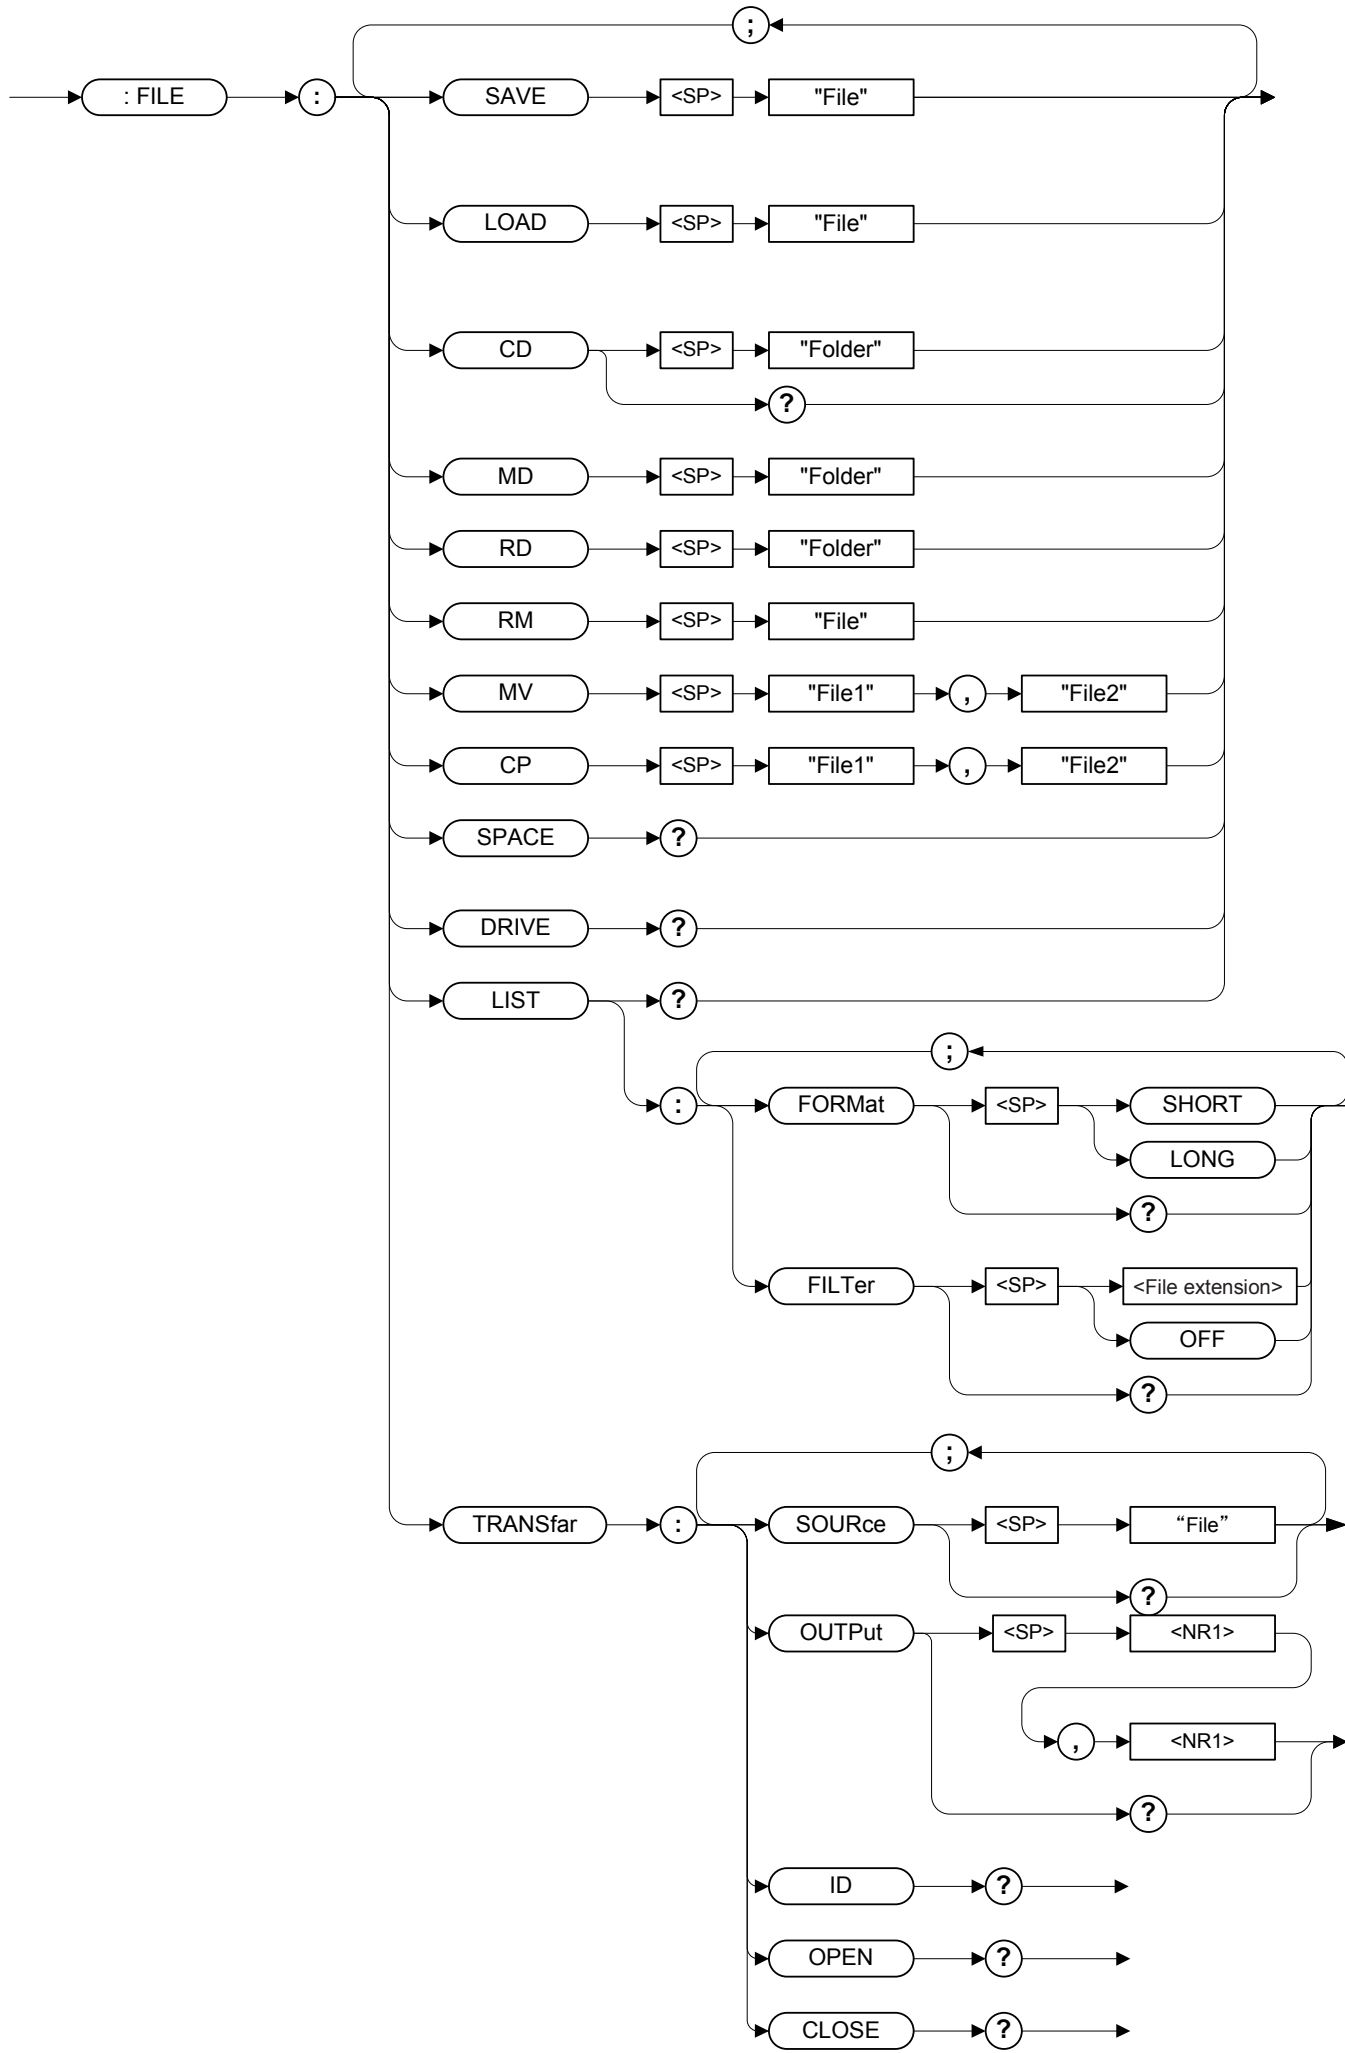 ;
: FILE : SAVE <SP> "File"
LOAD <SP> "File"
CD <SP> "Folder"
?
MD <SP> "Folder"
RD <SP> "Folder"
RM <SP> "File"
MV <SP> "File1" , "File2"
CP <SP> "File1" , "File2"
SPACE ?
DRIVE ?
LIST ?
;
: FORMat <SP> SHORT
LONG
?
FILTer <SP> <File extension>
OFF
?
;
TRANSfar : SOURce <SP> “File”
?
OUTPut <SP> <NR1>
, <NR1>
?
ID ?
OPEN ?
CLOSE ?